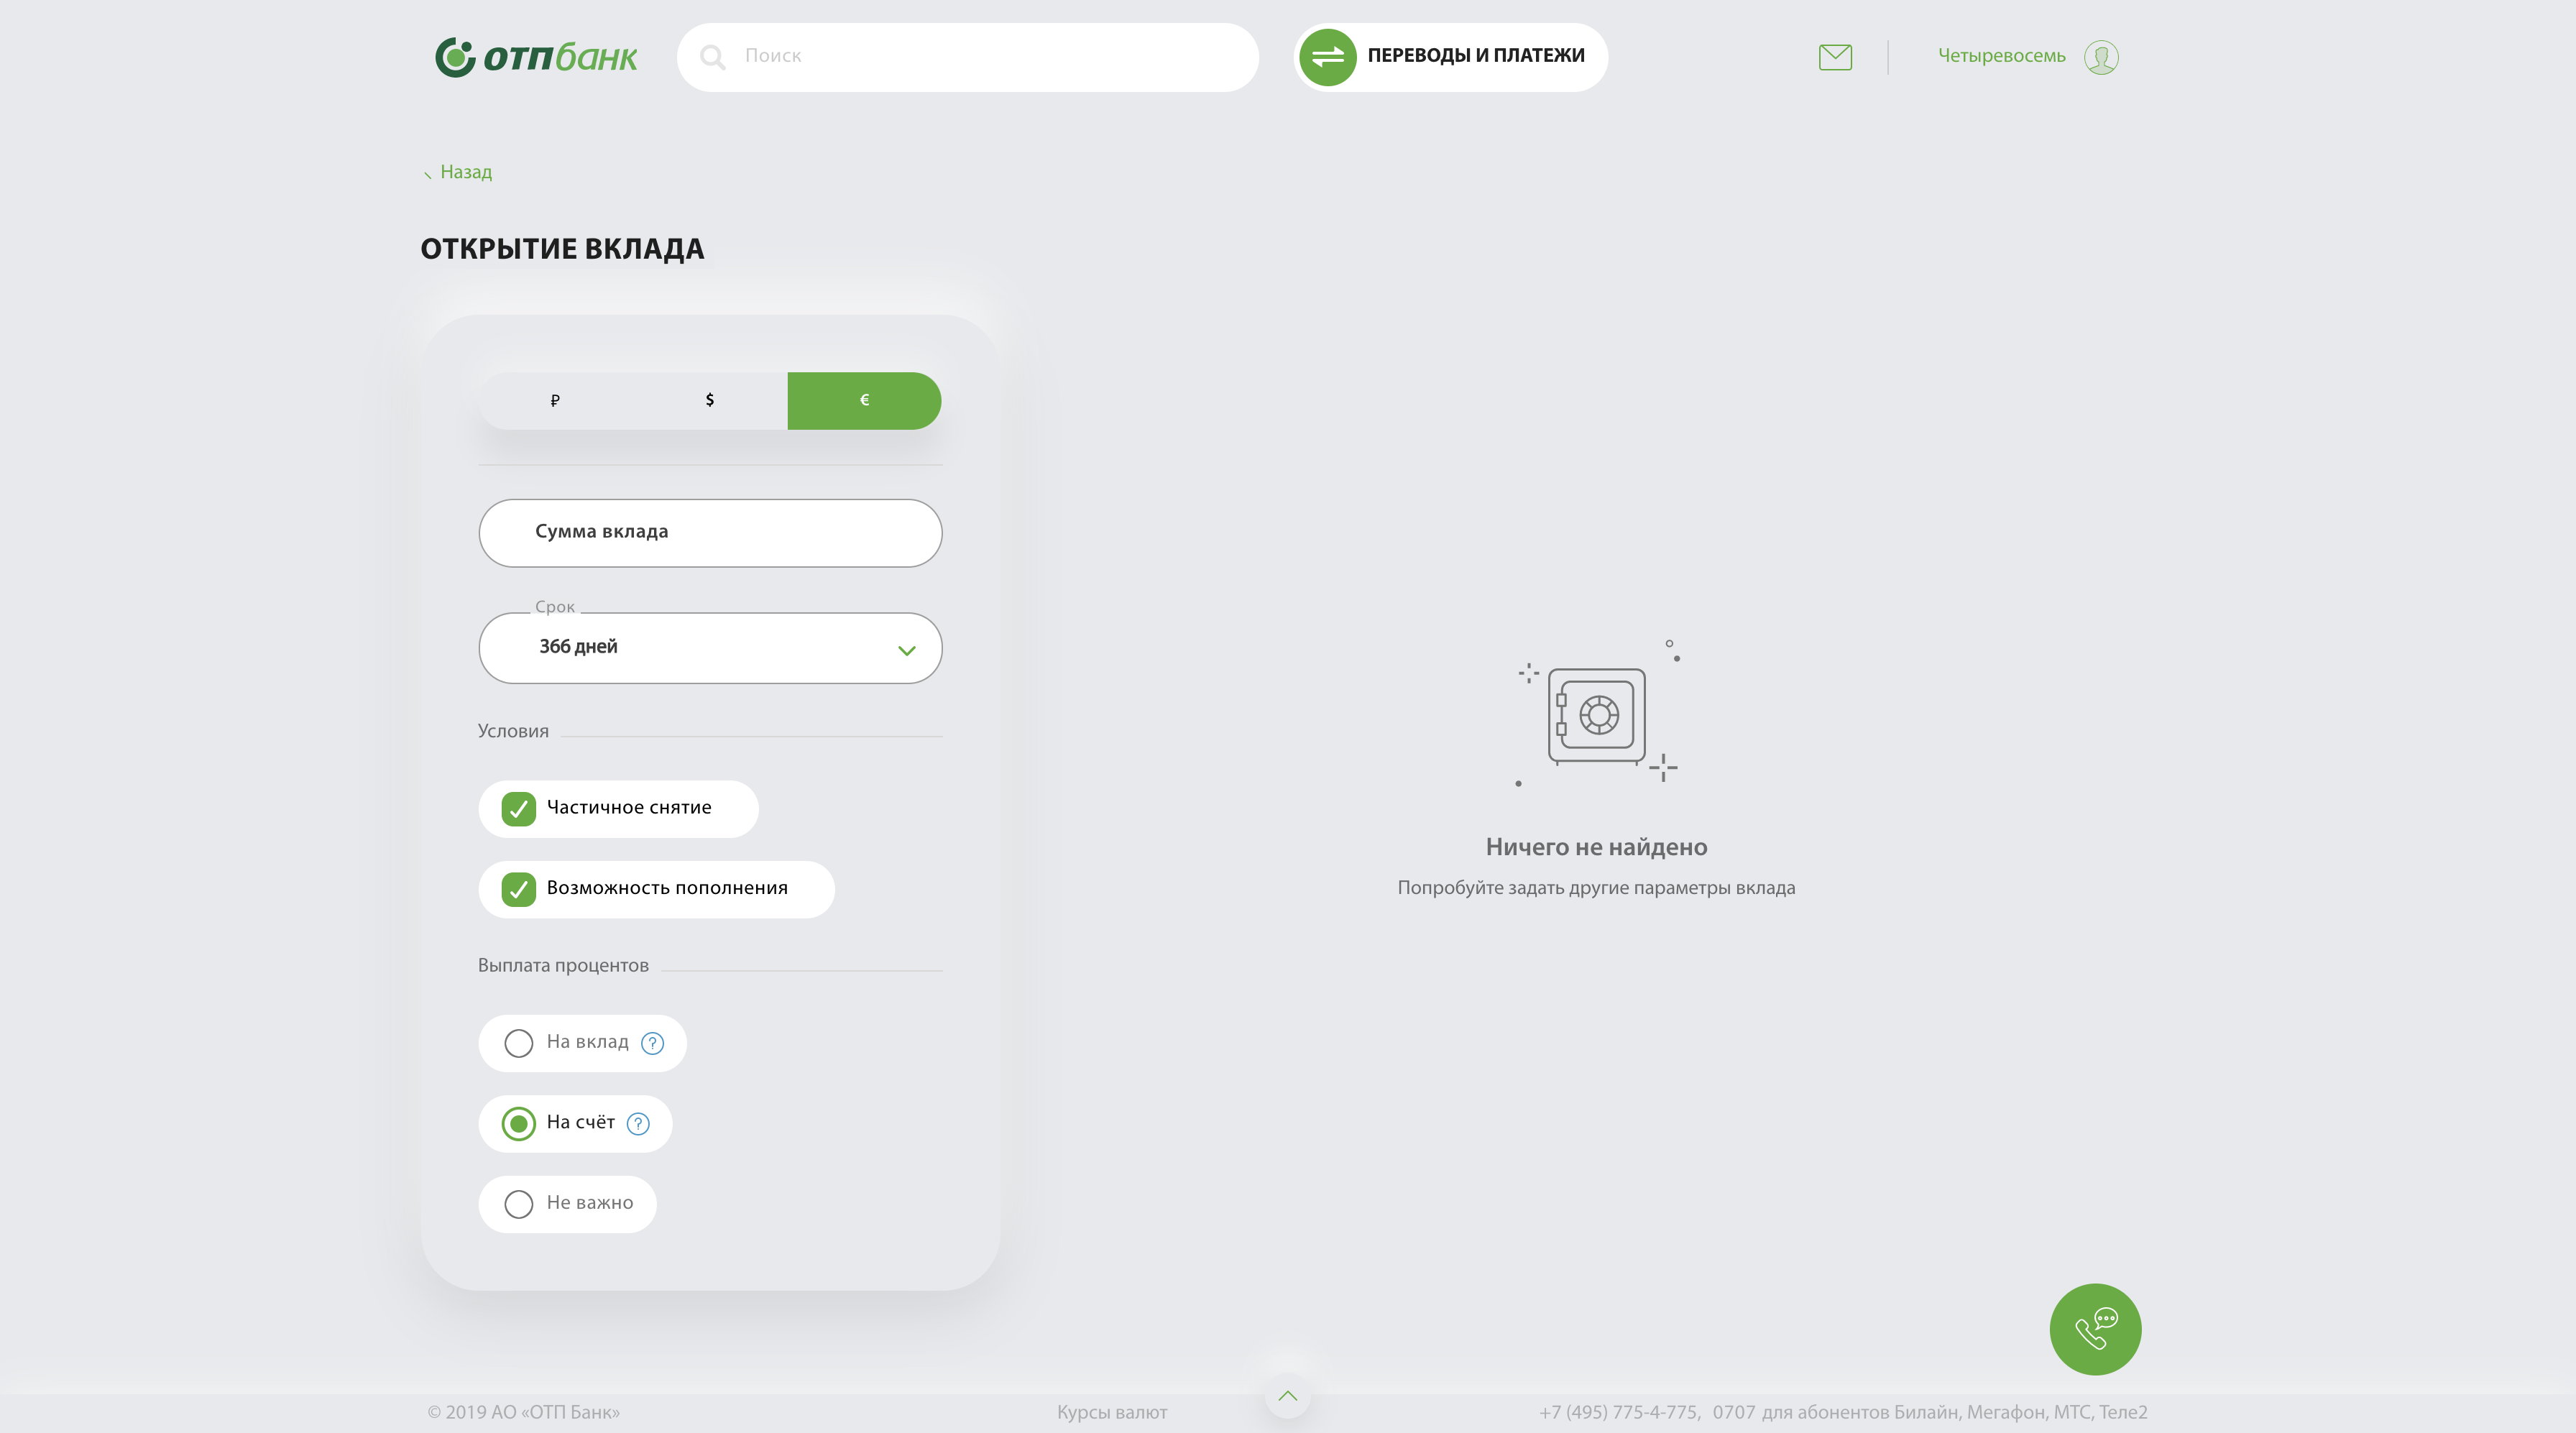 отпбанк
Поиск
ПЕРЕВОДЫ И ПЛАТЕЖИ
Четыревосемь
Назад
ОТКРЫТИЕ ВКЛАДА
₽ $ €
Сумма вклада
Срок
366 дней
Условия
Частичное снятие
Возможность пополнения
Выплата процентов
На вклад ?
На счёт ?
Не важно
Ничего не найдено
Попробуйте задать другие параметры вклада
© 2019 АО «ОТП Банк»
Курсы валют
+7 (495) 775-4-775, 0707 для абонентов Билайн, Мегафон, МТС, Теле2